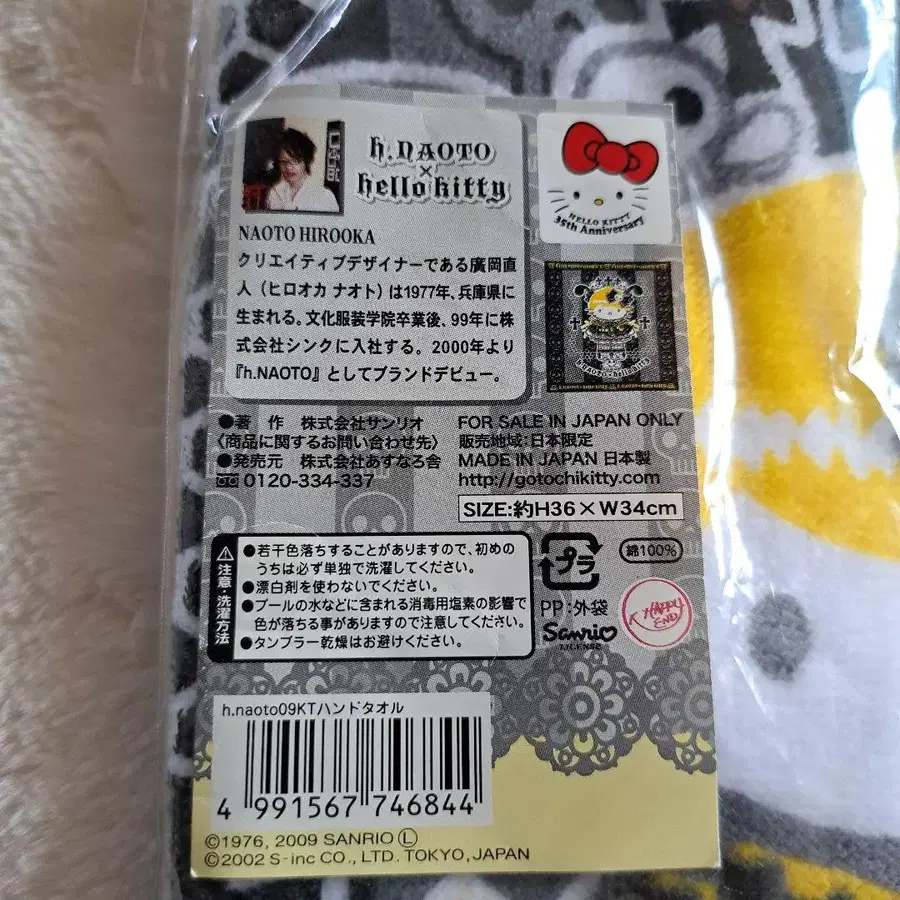 h.NAOTO
×
hello kitty
HELLO KITTY
35th Anniversary
NAOTO HIROOKA
クリエイティブデザイナーである廣岡直
人（ヒロオカ ナオト）は1977年、兵庫県に
生まれる。文化服装学院卒業後、99年に株
式会社シンクに入社する。2000年より
『h.NAOTO』としてブランドデビュー。
●著 作 株式会社サンリオ
〈商品に関するお問い合わせ先〉
●発売元 株式会社あすなろ舎
0120-334-337
FOR SALE IN JAPAN ONLY
販売地域:日本限定
MADE IN JAPAN 日本製
http://gotochikitty.com
SIZE:約H36×W34cm
注意・洗濯方法
●若干色落ちすることがありますので、初めの
うちは必ず単独で洗濯してください。
●漂白剤を使わないでください。
●プールの水などに含まれる消毒用塩素の影響で
色が落ちる事がありますので注意してください。
●タンブラー乾燥はお避けください。
プラ
綿100%
PP:外袋
Sanrio
LICENSE
HAPPY
END
h.naoto09KTハンドタオル
4 991567 746844
©1976, 2009 SANRIO Ⓛ
©2002 S-inc CO., LTD. TOKYO, JAPAN